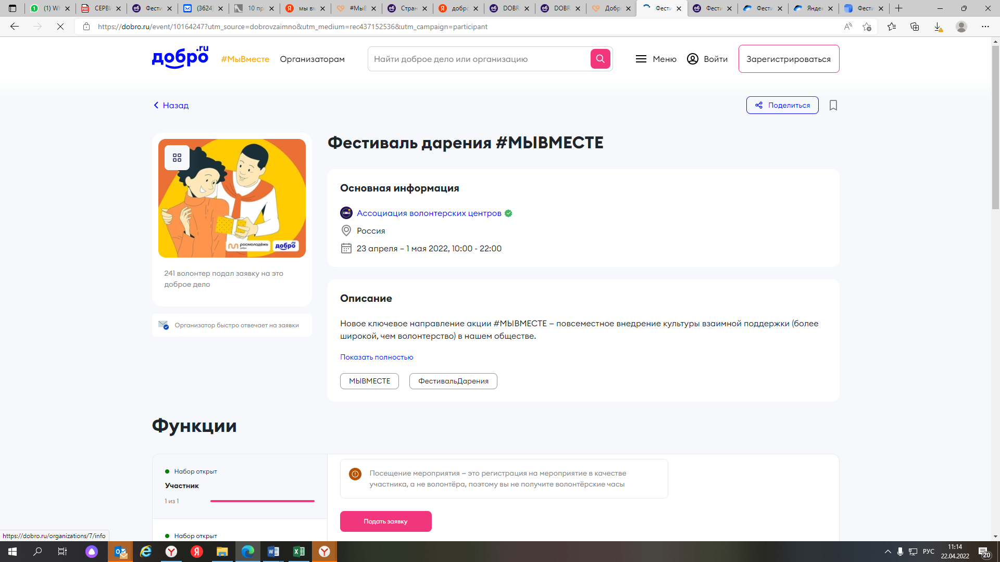 (1) Wh
СЕРВИ
Фести
(3624)
10 пр
мы вм
#МыВ
Стран
добро
DOBR
DOBR
Добр
Фести
Фести
Фести
Яндек
Фести
https://dobro.ru/event/10164247?utm_source=dobrovzaimno&utm_medium=rec437152536&utm_campaign=participant
добро.ru
#МыВместе
Организаторам
Найти доброе дело или организацию
Меню
Войти
Зарегистрироваться
Назад
Поделиться
Фестиваль дарения #МЫВМЕСТЕ
росмолодёжь
добро
добро.ru
241 волонтер подал заявку на это
доброе дело
Организатор быстро отвечает на заявки
Основная информация
Ассоциация волонтерских центров
Россия
23 апреля – 1 мая 2022, 10:00 - 22:00
Описание
Новое ключевое направление акции #МЫВМЕСТЕ – повсеместное внедрение культуры взаимной поддержки (более
широкой, чем волонтерство) в нашем обществе.
Показать полностью
МЫВМЕСТЕ
ФестивальДарения
Функции
Набор открыт
Участник
1 из 1
Набор открыт
Посещение мероприятия – это регистрация на мероприятие в качестве
участника, а не волонтёра, поэтому вы не получите волонтёрские часы
Подать заявку
https://dobro.ru/organizations/7/info
РУС
11:14
22.04.2022
20